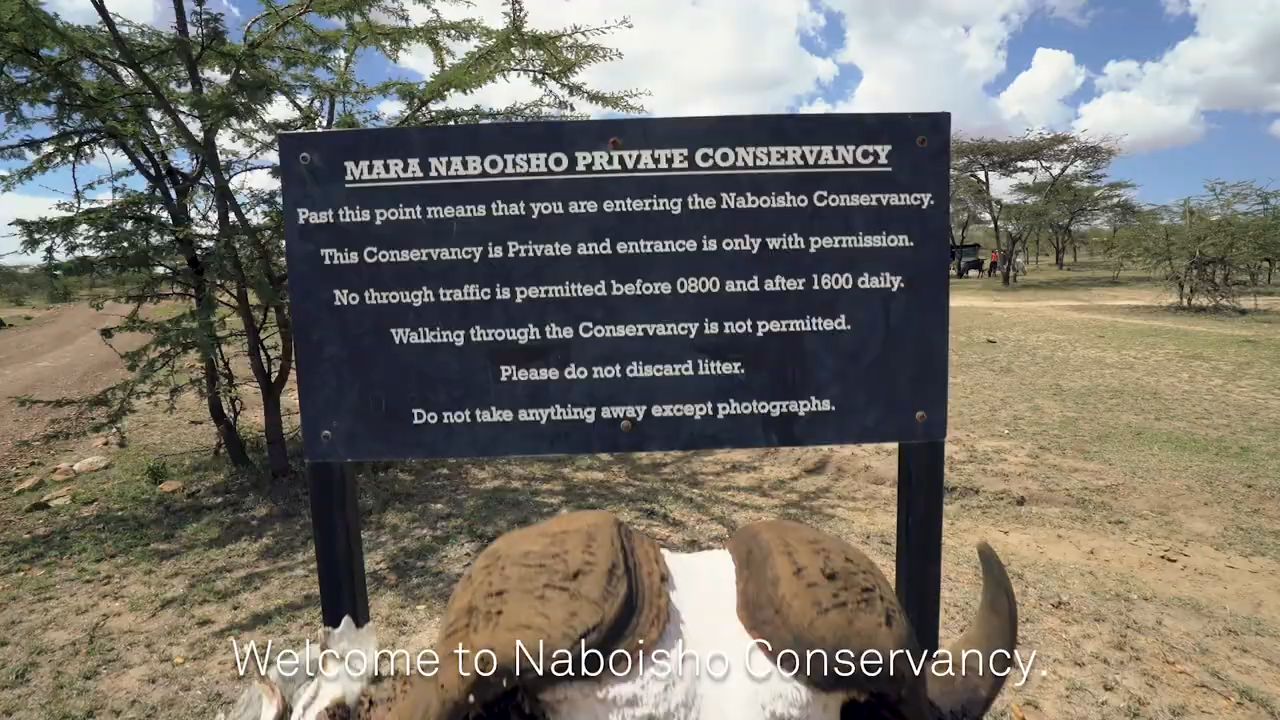 MARA NABOISHO PRIVATE CONSERVANCY
Past this point means that you are entering the Naboisho Conservancy.
This Conservancy is Private and entrance is only with permission.
No through traffic is permitted before 0800 and after 1600 daily.
Walking through the Conservancy is not permitted.
Please do not discard litter.
Do not take anything away except photographs.
Welcome to Naboisho Conservancy.